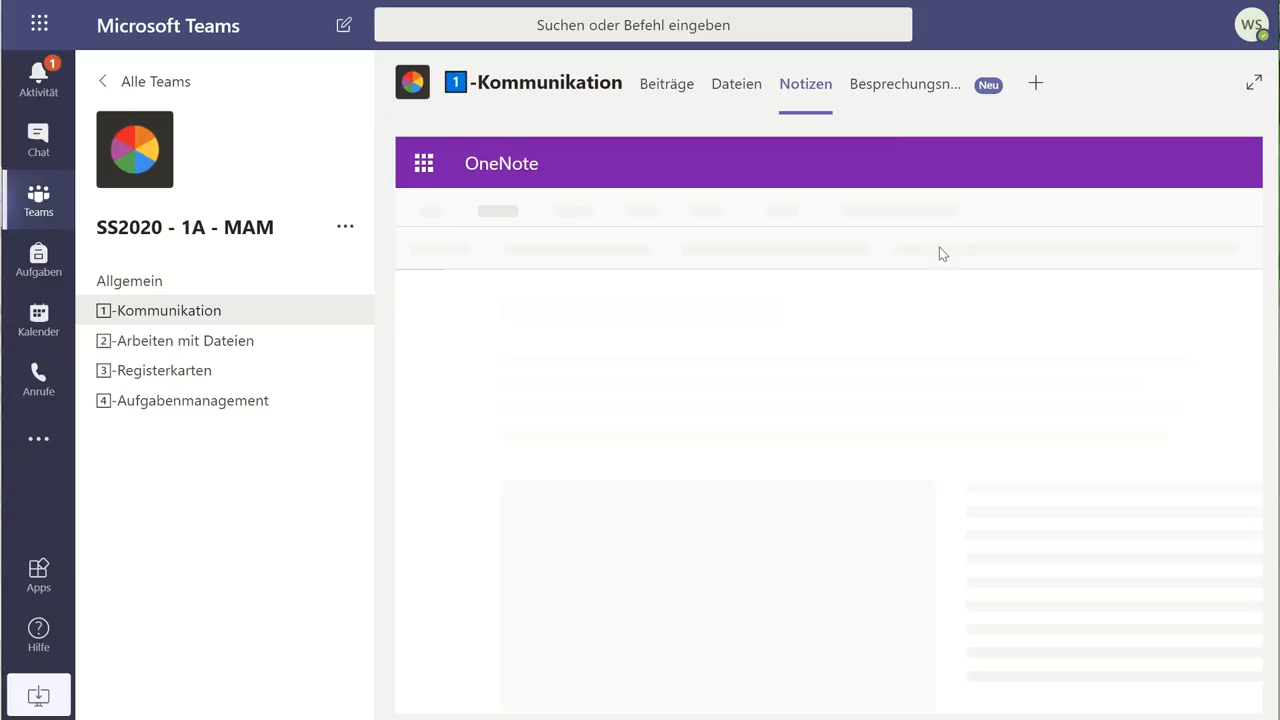 Microsoft Teams
Suchen oder Befehl eingeben
WS
1
Aktivität
Chat
Teams
Aufgaben
Kalender
Anrufe
Apps
Hilfe
Alle Teams
SS2020 - 1A - MAM
Allgemein
1-Kommunikation
2-Arbeiten mit Dateien
3-Registerkarten
4-Aufgabenmanagement
1-Kommunikation
Beiträge
Dateien
Notizen
Besprechungsn...
Neu
OneNote